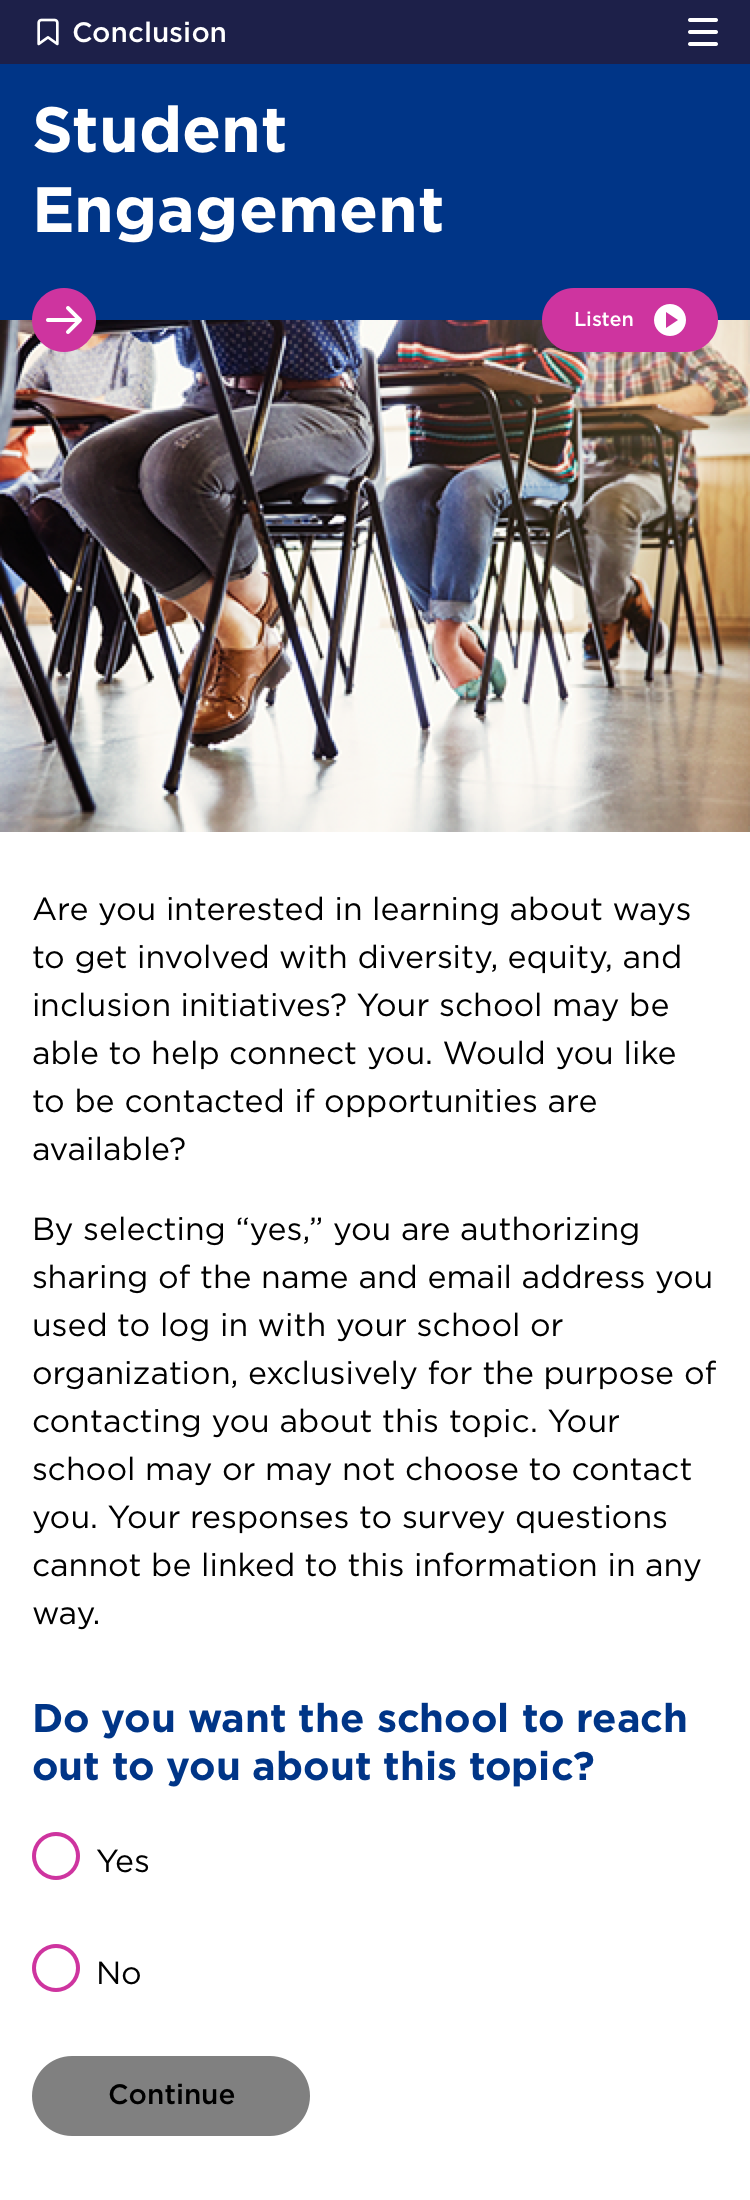 Conclusion
Student
Engagement
Listen
Are you interested in learning about ways
to get involved with diversity, equity, and
inclusion initiatives? Your school may be
able to help connect you. Would you like
to be contacted if opportunities are
available?
By selecting “yes,” you are authorizing
sharing of the name and email address you
used to log in with your school or
organization, exclusively for the purpose of
contacting you about this topic. Your
school may or may not choose to contact
you. Your responses to survey questions
cannot be linked to this information in any
way.
Do you want the school to reach
out to you about this topic?
Yes
No
Continue